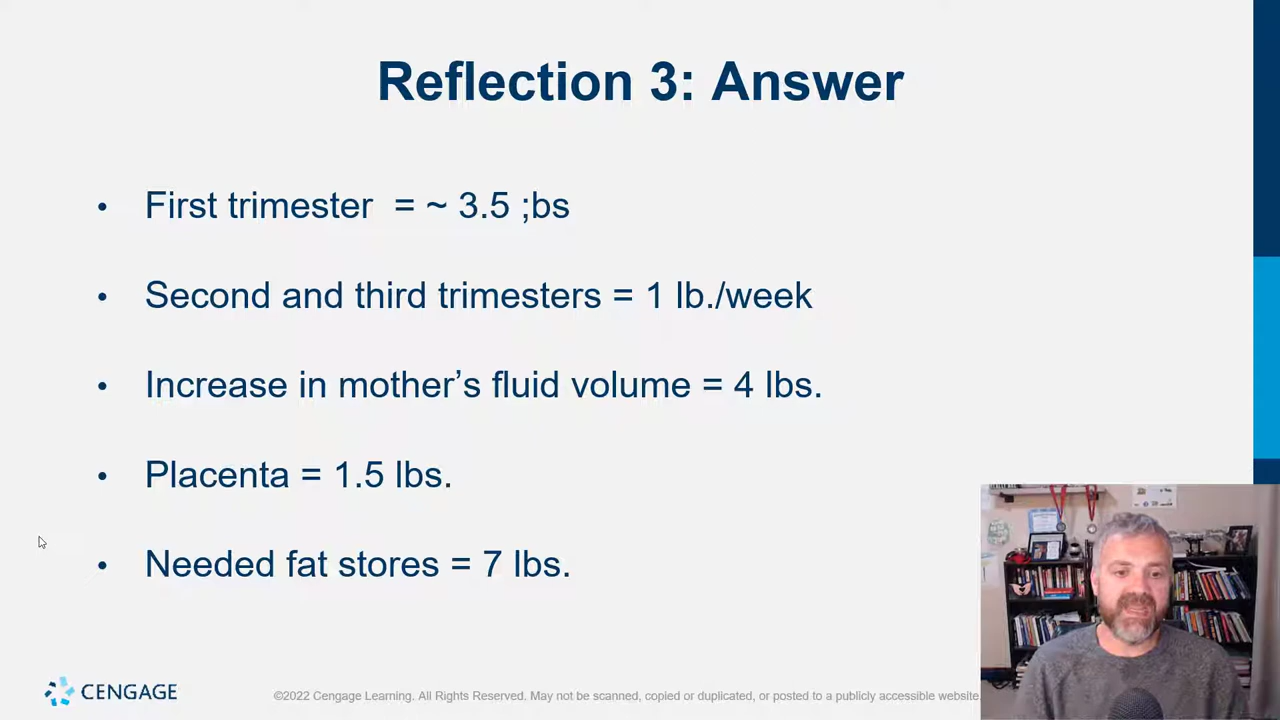 Reflection 3: Answer
• First trimester = ~ 3.5 ;bs
• Second and third trimesters = 1 lb./week
• Increase in mother’s fluid volume = 4 lbs.
• Placenta = 1.5 lbs.
• Needed fat stores = 7 lbs.
CENGAGE
©2022 Cengage Learning. All Rights Reserved. May not be scanned, copied or duplicated, or posted to a publicly accessible website,